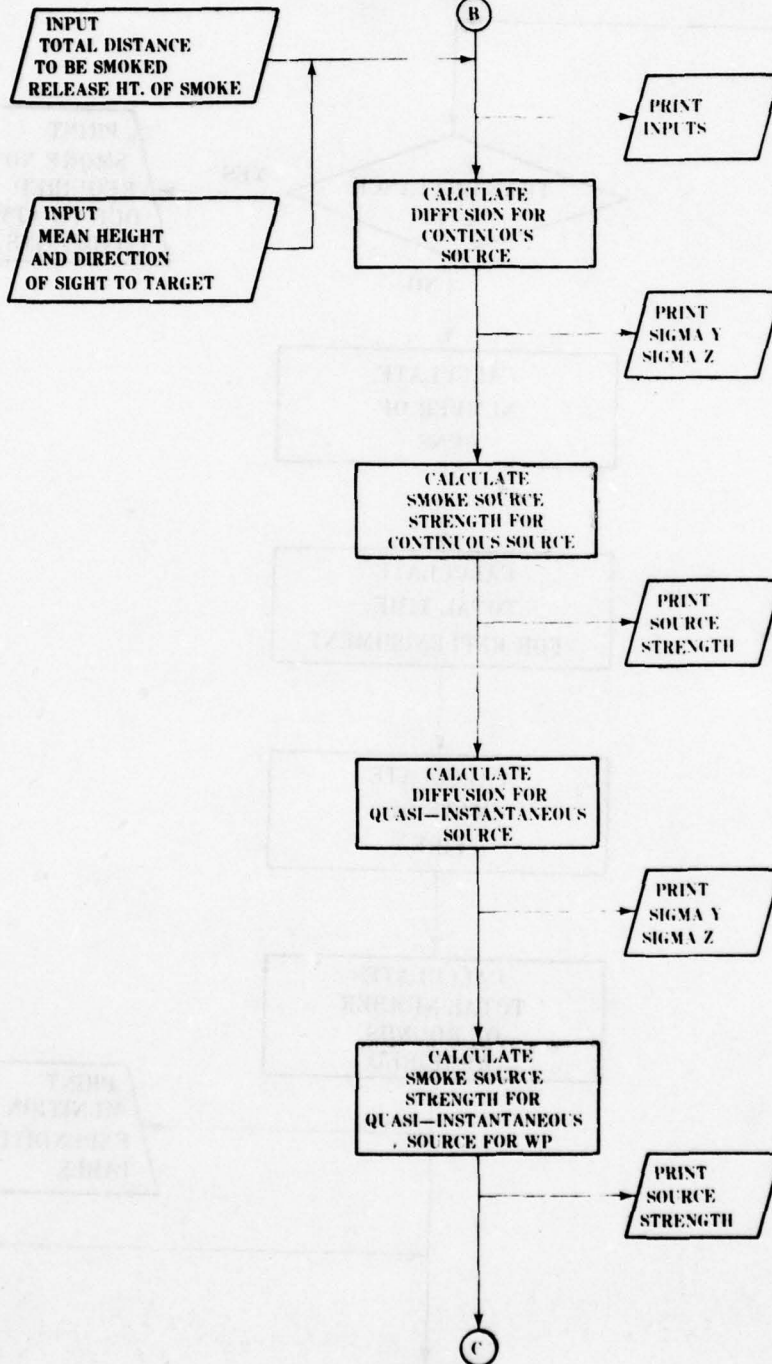 B
INPUT
TOTAL DISTANCE
TO BE SMOKED
RELEASE HT. OF SMOKE
PRINT
INPUTS
INPUT
MEAN HEIGHT
AND DIRECTION
OF SIGHT TO TARGET
CALCULATE
DIFFUSION FOR
CONTINUOUS
SOURCE
PRINT
SIGMA Y
SIGMA Z
CALCULATE
SMOKE SOURCE
STRENGTH FOR
CONTINUOUS SOURCE
PRINT
SOURCE
STRENGTH
CALCULATE
DIFFUSION FOR
QUASI—INSTANTANEOUS
SOURCE
PRINT
SIGMA Y
SIGMA Z
CALCULATE
SMOKE SOURCE
STRENGTH FOR
QUASI—INSTANTANEOUS
SOURCE FOR WP
PRINT
SOURCE
STRENGTH
C